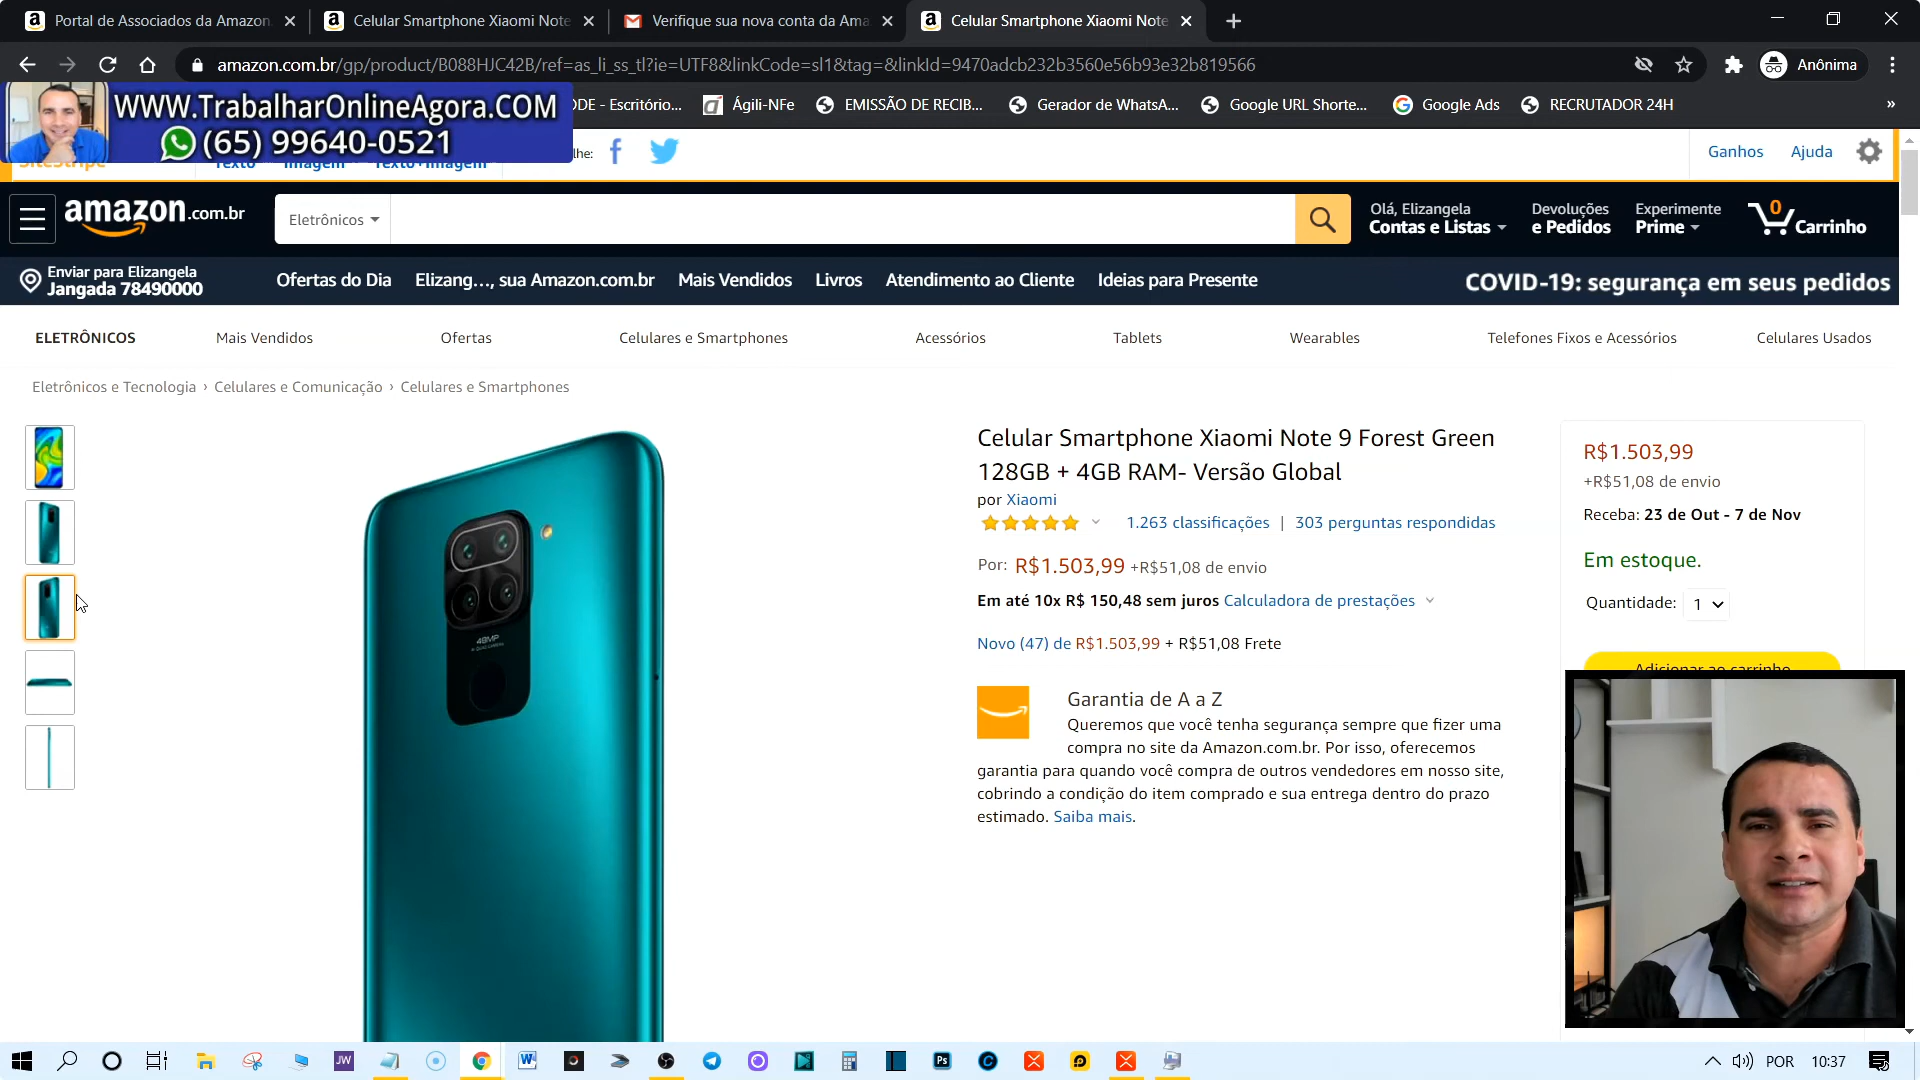 Portal de Associados da Amazon.
Celular Smartphone Xiaomi Note
Verifique sua nova conta da Ama
Celular Smartphone Xiaomi Note
amazon.com.br/gp/product/B088HJC42B/ref=as_li_ss_tl?ie=UTF8&linkCode=sl1&tag=&linkId=9470adcb232b3560e56b93e32b819566
Anônima
WWW.TrabalharOnlineAgora.COM
(65) 99640-0521
ODE - Escritório...
Ágili-NFe
EMISSÃO DE RECIB...
Gerador de WhatsA...
Google URL Shorte...
Google Ads
RECRUTADOR 24H
»
lhe:
SiteStripe
Texto
Imagem
Texto+Imagem
Ganhos
Ajuda
amazon.com.br
Eletrônicos
Olá, Elizangela
Contas e Listas
Devoluções
e Pedidos
Experimente
Prime
0
Carrinho
Enviar para Elizangela
Jangada 78490000
Ofertas do Dia
Elizang..., sua Amazon.com.br
Mais Vendidos
Livros
Atendimento ao Cliente
Ideias para Presente
COVID-19: segurança em seus pedidos
ELETRÔNICOS
Mais Vendidos
Ofertas
Celulares e Smartphones
Acessórios
Tablets
Wearables
Telefones Fixos e Acessórios
Celulares Usados
Eletrônicos e Tecnologia › Celulares e Comunicação › Celulares e Smartphones
48MP
Celular Smartphone Xiaomi Note 9 Forest Green
128GB + 4GB RAM- Versão Global
por Xiaomi
1.263 classificações | 303 perguntas respondidas
Por: R$1.503,99 +R$51,08 de envio
Em até 10x R$ 150,48 sem juros Calculadora de prestações
Novo (47) de R$1.503,99 + R$51,08 Frete
Garantia de A a Z
Queremos que você tenha segurança sempre que fizer uma
compra no site da Amazon.com.br. Por isso, oferecemos
garantia para quando você compra de outros vendedores em nosso site,
cobrindo a condição do item comprado e sua entrega dentro do prazo
estimado. Saiba mais.
R$1.503,99
+R$51,08 de envio
Receba: 23 de Out - 7 de Nov
Em estoque.
Quantidade: 1
Adicionar ao carrinho
JW
Ps
POR
10:37